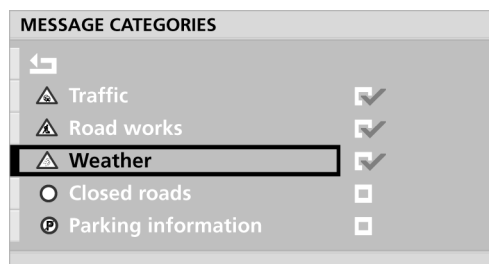 MESSAGE CATEGORIES
Traffic
Road works
Weather
Closed roads
P Parking information